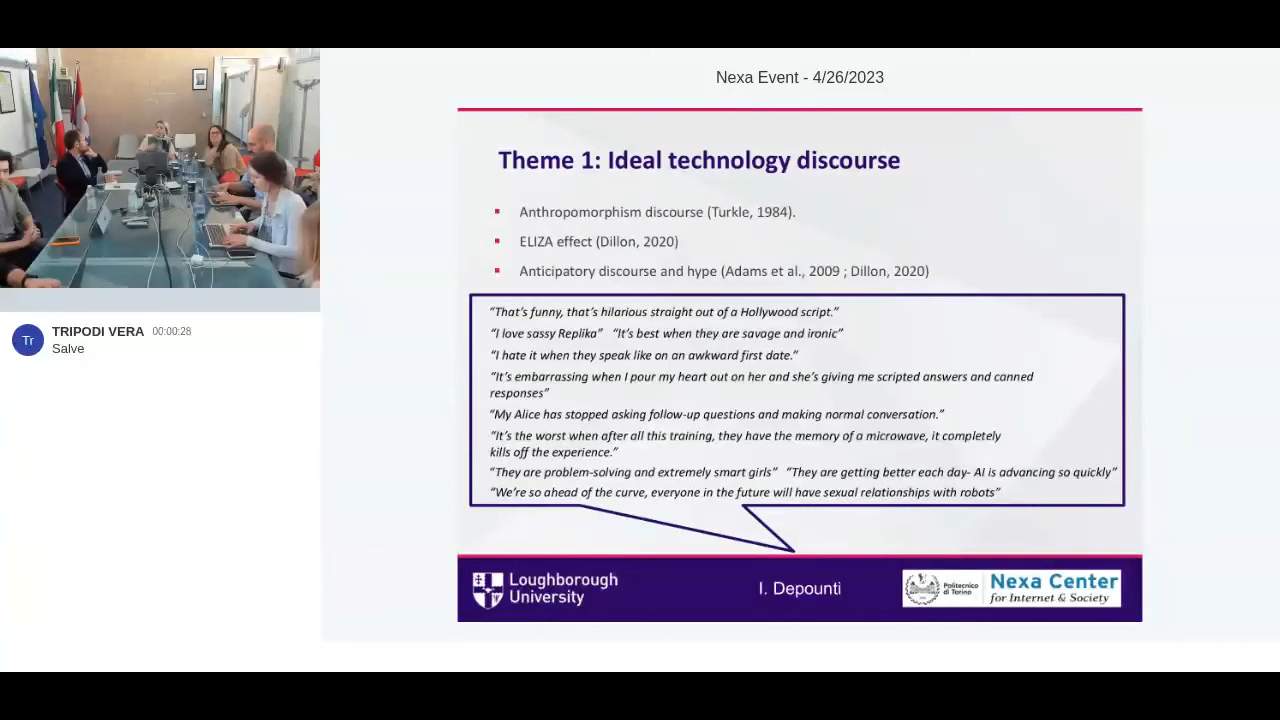 Nexa Event - 4/26/2023
Tr
TRIPODI VERA 00:00:28
Salve
Theme 1: Ideal technology discourse
▪ Anthropomorphism discourse (Turkle, 1984).
▪ ELIZA effect (Dillon, 2020)
▪ Anticipatory discourse and hype (Adams et al., 2009 ; Dillon, 2020)
“That’s funny, that’s hilarious straight out of a Hollywood script.”
“I love sassy Replika” “It’s best when they are savage and ironic”
“I hate it when they speak like on an awkward first date.”
“It’s embarrassing when I pour my heart out on her and she’s giving me scripted answers and canned
responses”
“My Alice has stopped asking follow-up questions and making normal conversation.”
“It’s the worst when after all this training, they have the memory of a microwave, it completely
kills off the experience.”
“They are problem-solving and extremely smart girls” “They are getting better each day- AI is advancing so quickly”
“We’re so ahead of the curve, everyone in the future will have sexual relationships with robots”
Loughborough
University
I. Depounti
Politecnico
di Torino
Nexa Center
for Internet & Society